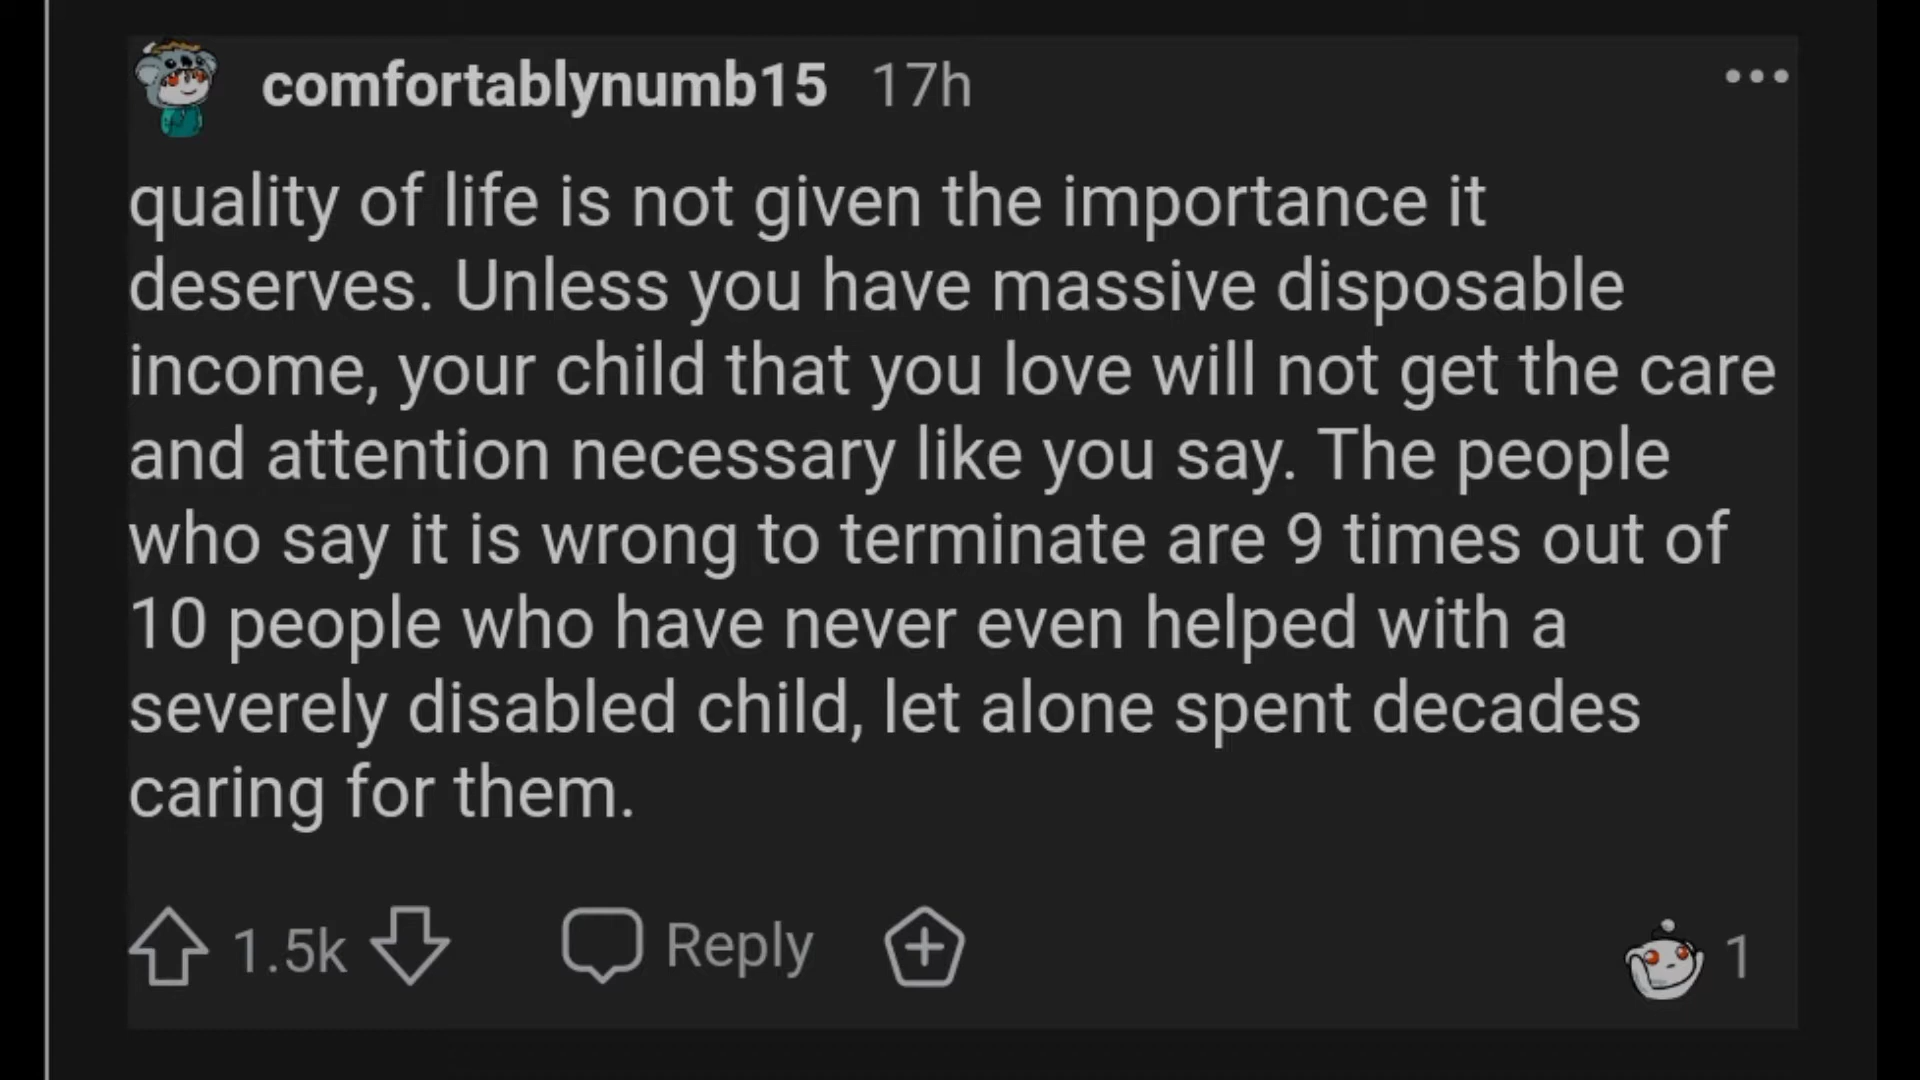 comfortablynumb15 17h
quality of life is not given the importance it
deserves. Unless you have massive disposable
income, your child that you love will not get the care
and attention necessary like you say. The people
who say it is wrong to terminate are 9 times out of
10 people who have never even helped with a
severely disabled child, let alone spent decades
caring for them.
1.5k Reply 1